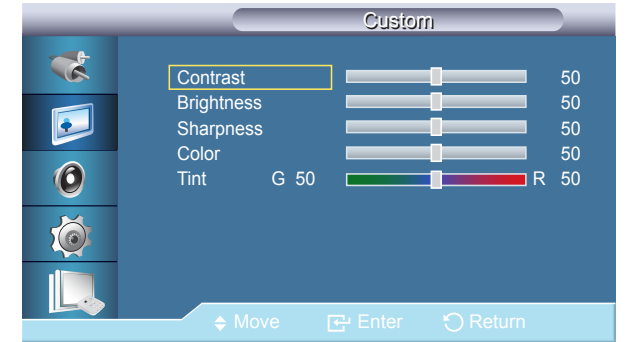 Custom
Contrast 50
Brightness 50
Sharpness 50
Color 50
Tint G 50 R 50
Move Enter Return